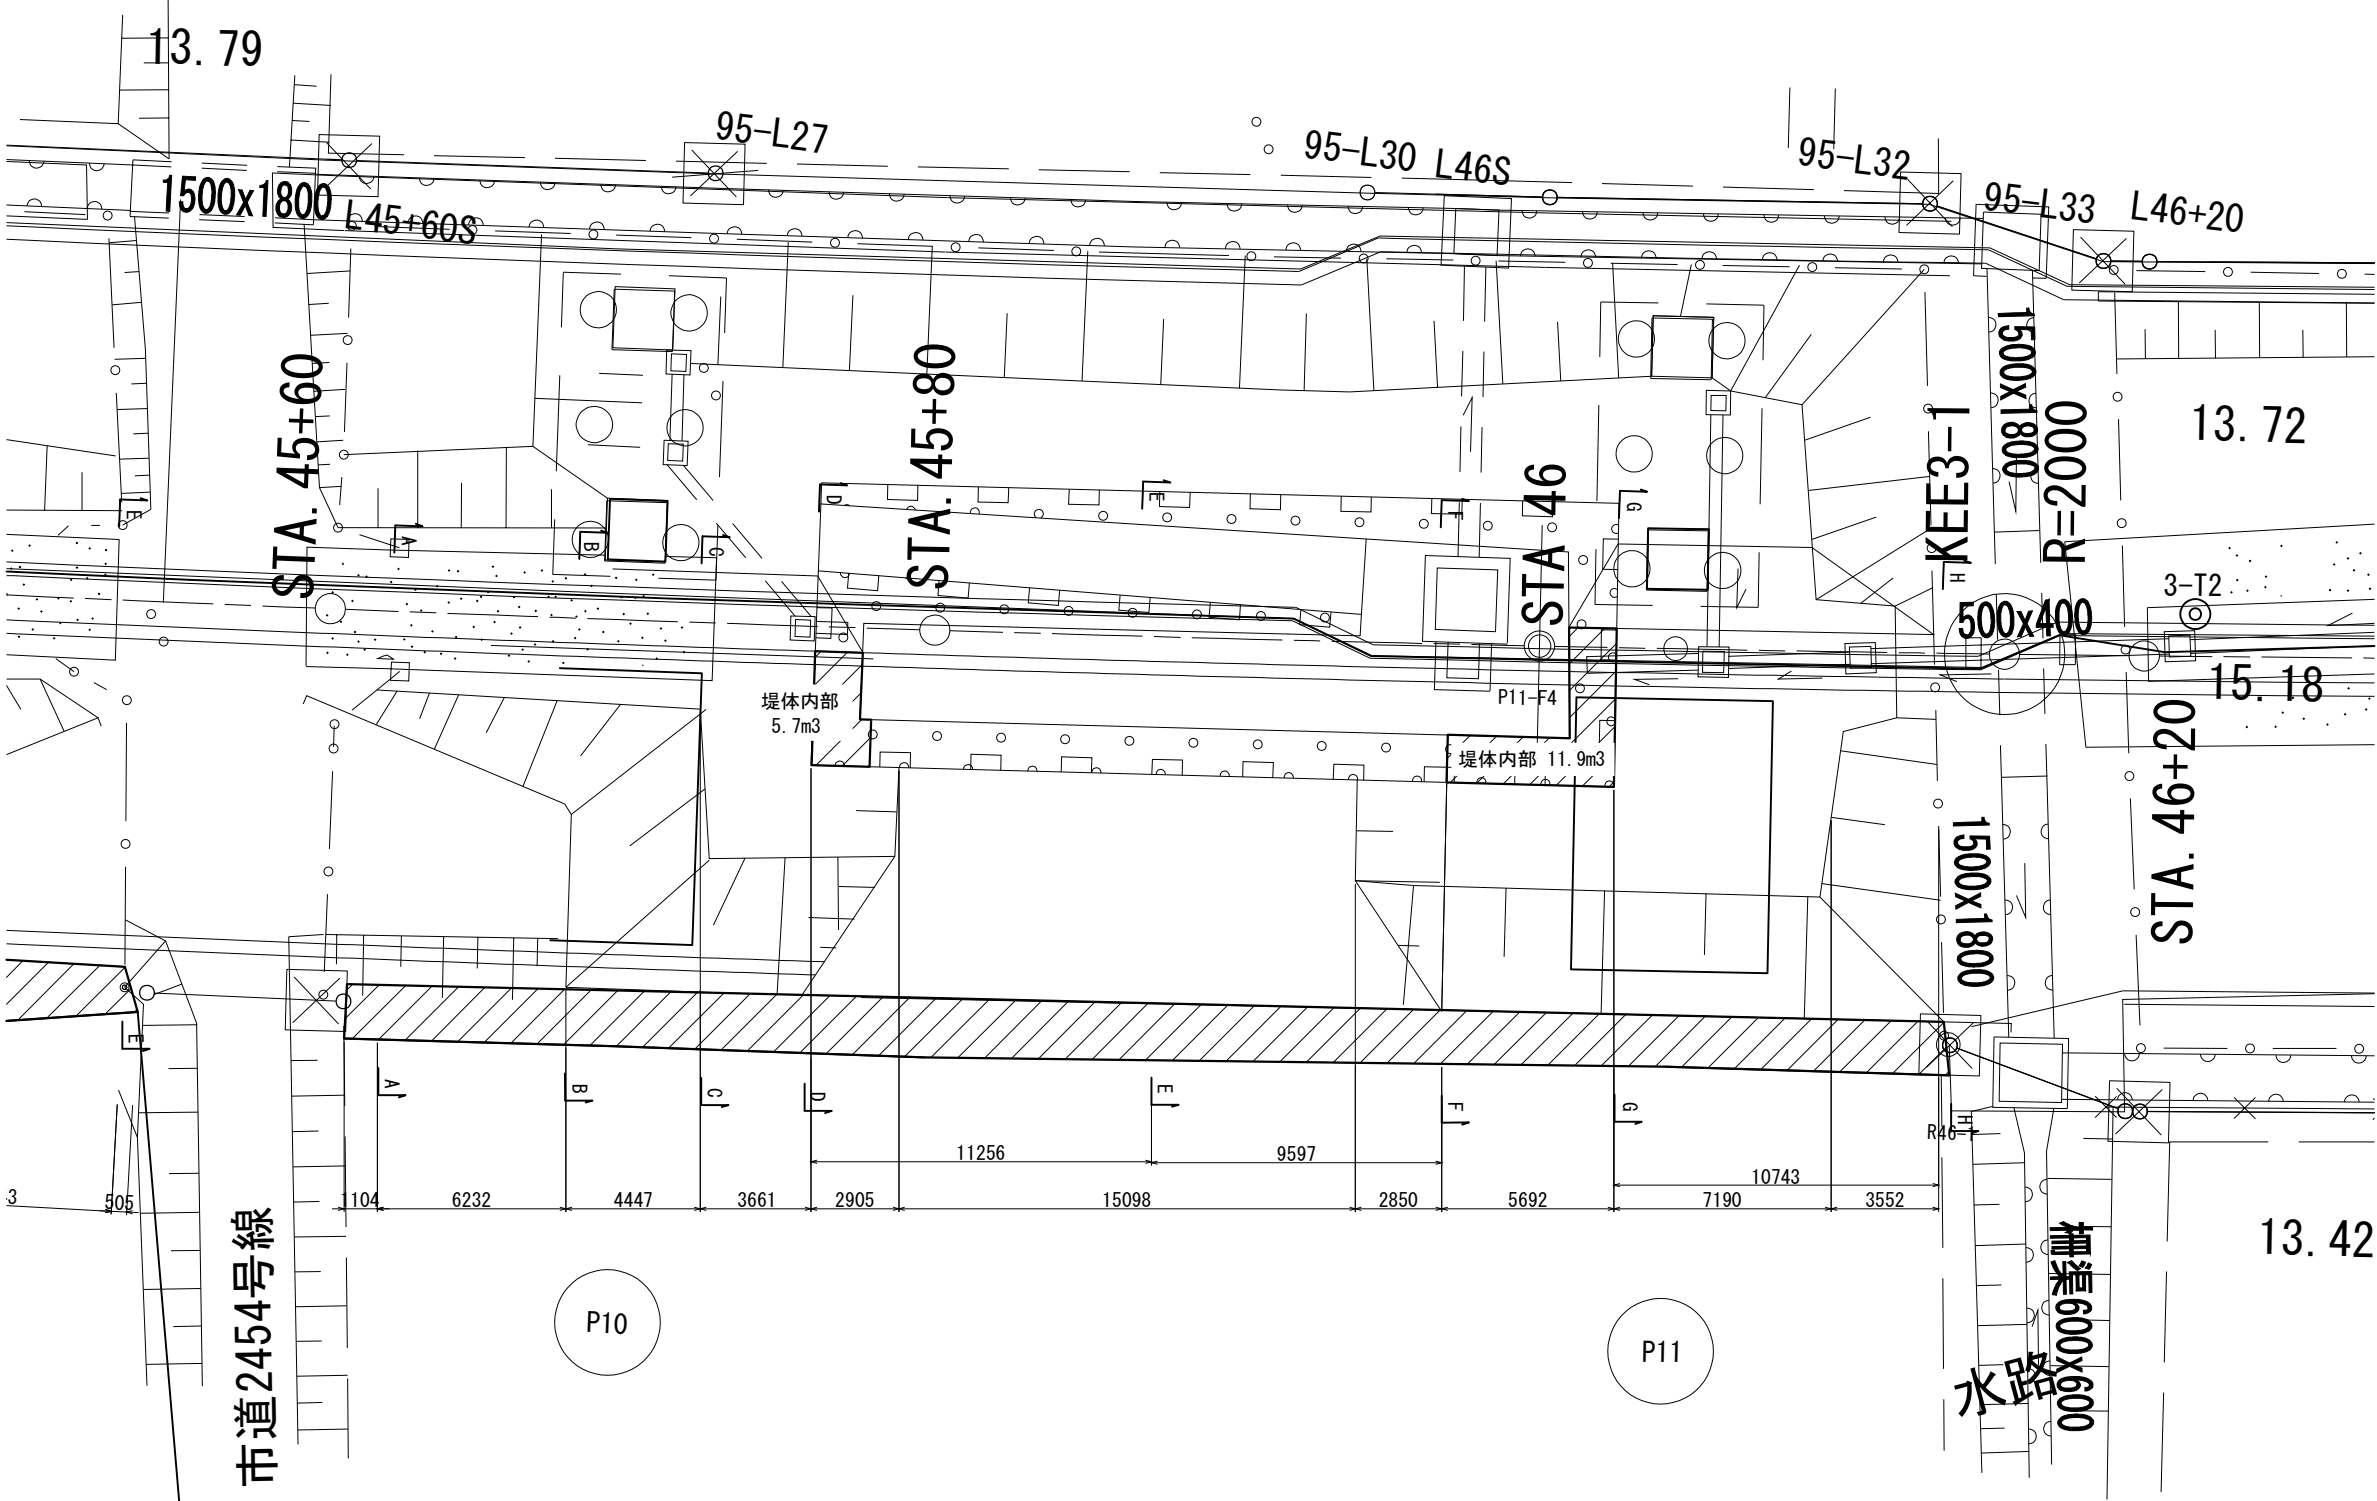 13.79
95-L27
95-L30
L46S
95-L32
95-L33
L46+20
1500x1800
L45+60S
STA. 45+60
STA. 45+80
STA 46
KEE3-1
1500x1800
R=2000
13.72
E
A
B
C
D
E
F
G
H
3-T2
500x400
15.18
P11-F4
堤体内部
5.7m3
堤体内部 11.9m3
STA. 46+20
1500x1800
E
A
B
C
D
E
F
G
H
R46-1
11256
9597
10743
3
505
1104
6232
4447
3661
2905
15098
2850
5692
7190
3552
市道2454号線
13.42
P10
P11
水路
600x600